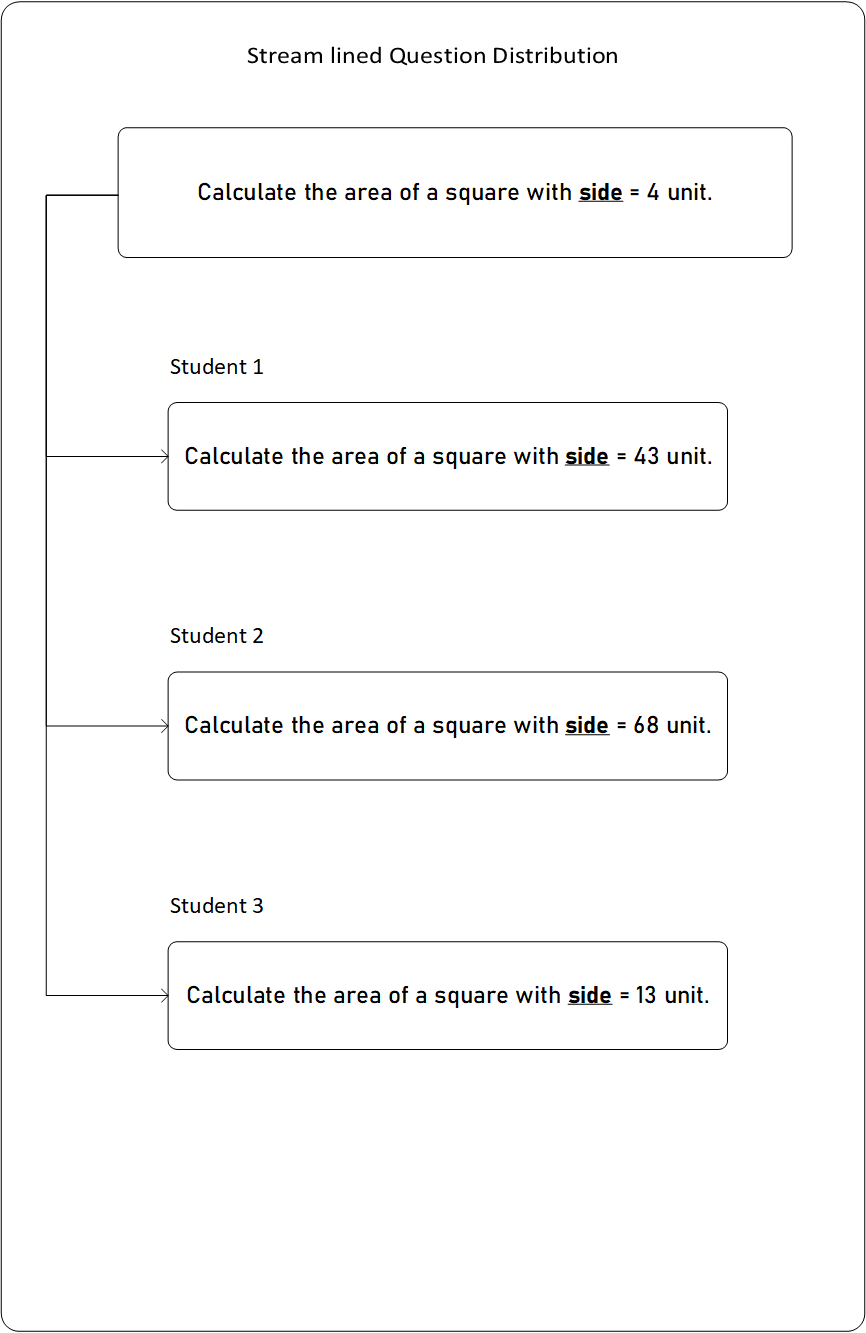 Stream lined Question Distribution
Calculate the area of a square with side = 4 unit.
Student 1
Calculate the area of a square with side = 43 unit.
Student 2
Calculate the area of a square with side = 68 unit.
Student 3
Calculate the area of a square with side = 13 unit.